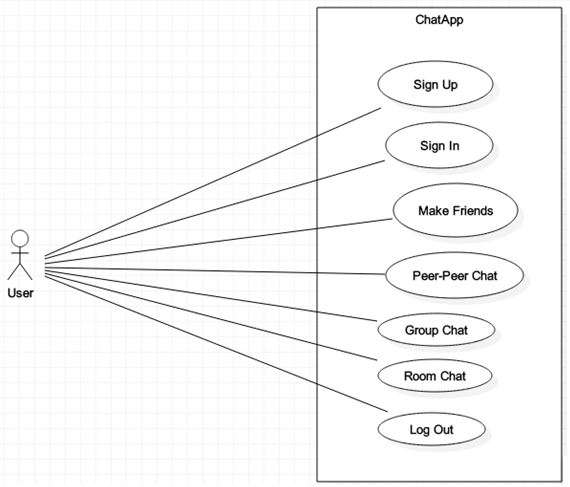 ChatApp
Sign Up
Sign In
Make Friends
Peer-Peer Chat
User
Group Chat
Room Chat
Log Out